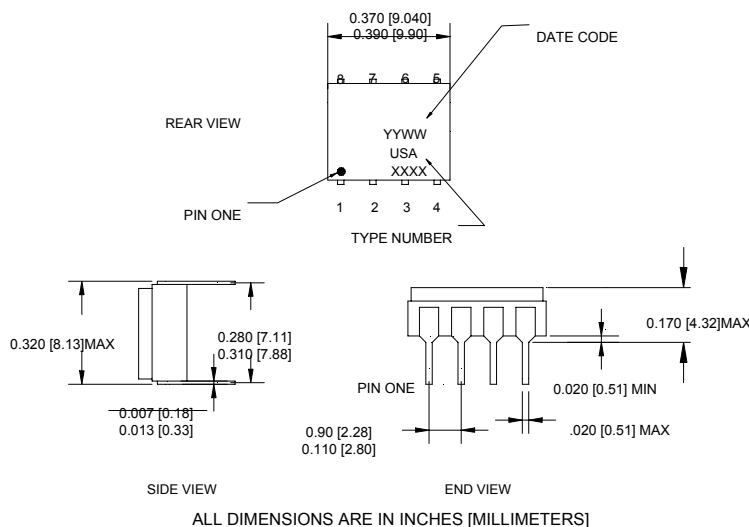 0.370 [9.040]
0.390 [9.90]
DATE CODE
8 7 6 5
REAR VIEW
YYWW
USA
XXXX
PIN ONE
1 2 3 4
TYPE NUMBER
0.320 [8.13]MAX
0.280 [7.11]
0.310 [7.88]
0.007 [0.18]
0.013 [0.33]
SIDE VIEW
0.170 [4.32]MAX
PIN ONE
0.020 [0.51] MIN
0.90 [2.28]
0.110 [2.80]
.020 [0.51] MAX
END VIEW
ALL DIMENSIONS ARE IN INCHES [MILLIMETERS]